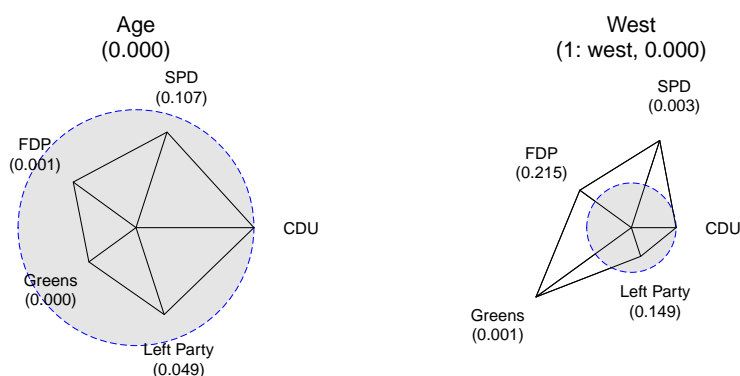 Age
(0.000)
SPD
(0.107)
FDP
(0.001)
CDU
Greens
(0.000)
Left Party
(0.049)
West
(1: west, 0.000)
SPD
(0.003)
FDP
(0.215)
CDU
Left Party
(0.149)
Greens
(0.001)